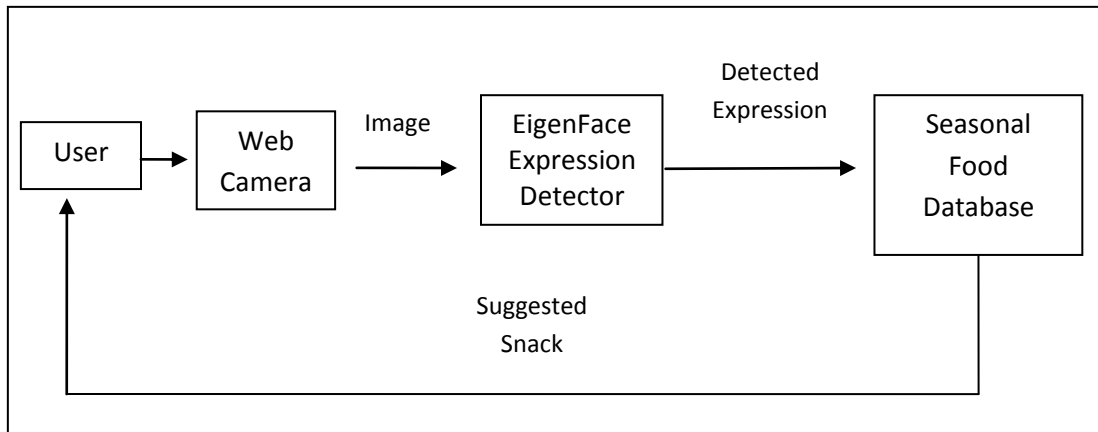 User
Web
Camera
Image
EigenFace
Expression
Detector
Detected
Expression
Seasonal
Food
Database
Suggested
Snack